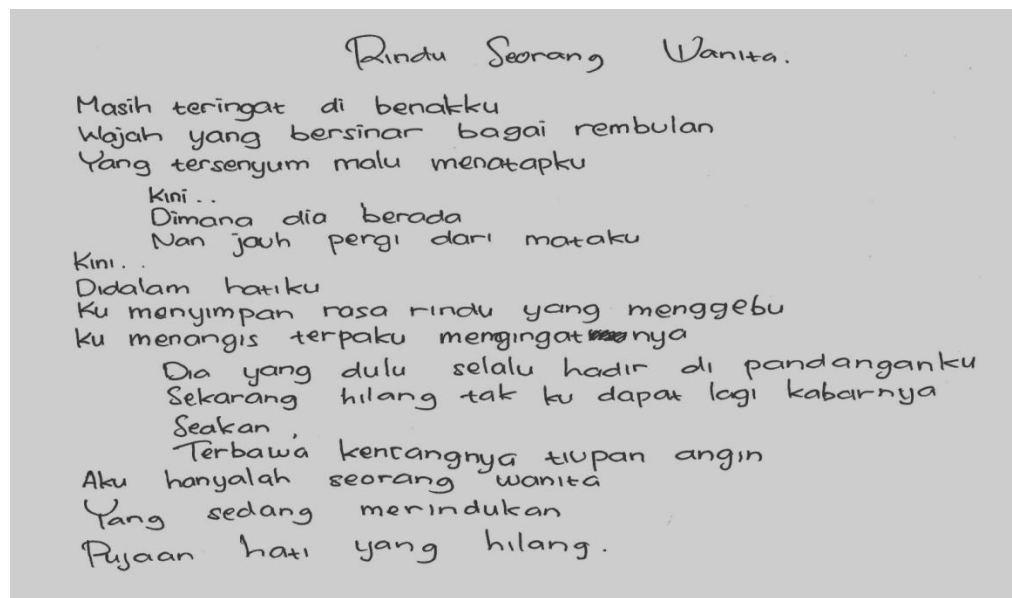 Rindu Seorang Wanita.
Masih teringat di benakku
Wajah yang bersinar bagai rembulan
Yang tersenyum malu menatapku
Kini..
Dimana dia berada
Nan jauh pergi dari mataku
Kini..
Didalam hatiku
Ku menyimpan rasa rindu yang menggebu
Ku menangis terpaku mengingatnya
Dia yang dulu selalu hadir di pandanganku
Sekarang hilang tak ku dapat lagi kabarnya
Seakan,
Terbawa kencangnya tiupan angin
Aku hanyalah seorang wanita
Yang sedang merindukan
Pujaan hati yang hilang.